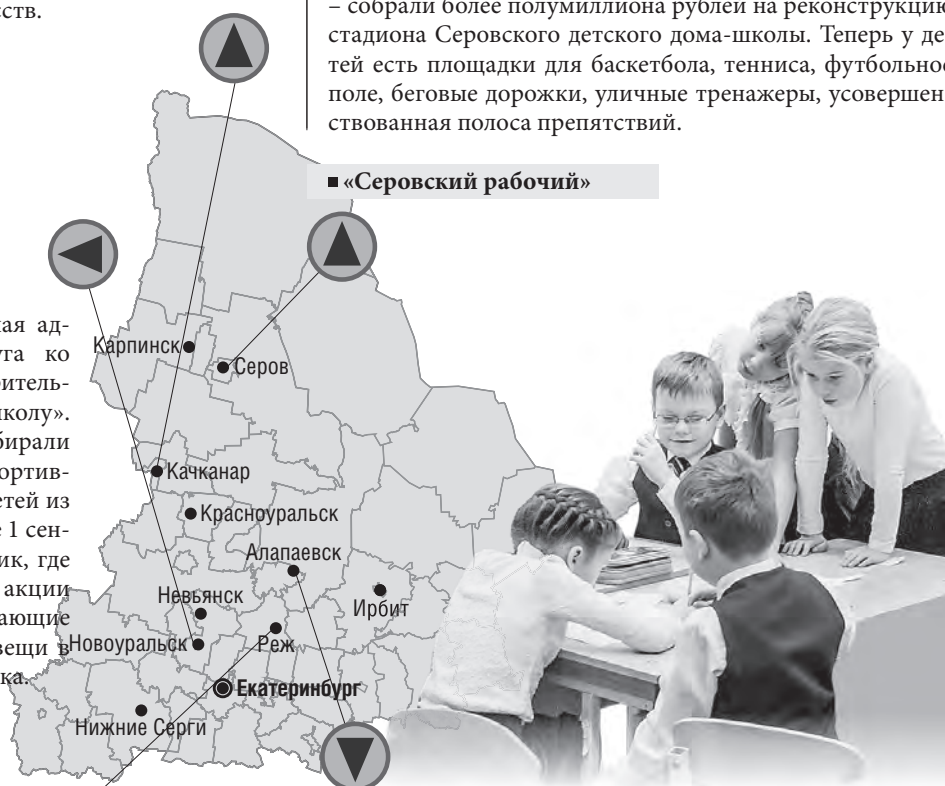 сств.
– собрали более полумиллиона рублей на реконструкцию
стадиона Серовского детского дома-школы. Теперь у де-
тей есть площадки для баскетбола, тенниса, футбольное
поле, беговые дорожки, уличные тренажеры, усовершен-
ствованная полоса препятствий.
■ «Серовский рабочий»
ая ад-
уга ко
ритель-
школу».
бирали
ортив-
етей из
е 1 сен-
ик, где
акции
ающие
вещи в
ка.
Карпинск
Серов
Качканар
Красноуральск
Алапаевск
Невьянск
Ирбит
Новоуральск
Реж
Екатеринбург
Нижние Серги